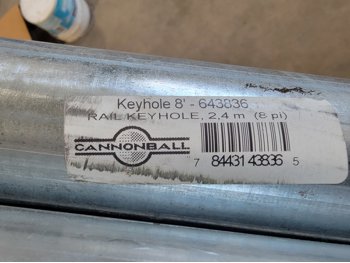 Keyhole 8' - 643836
RAIL KEYHOLE, 2,4 m (8 pi)
CANNONBALL
7 84431 43836 5